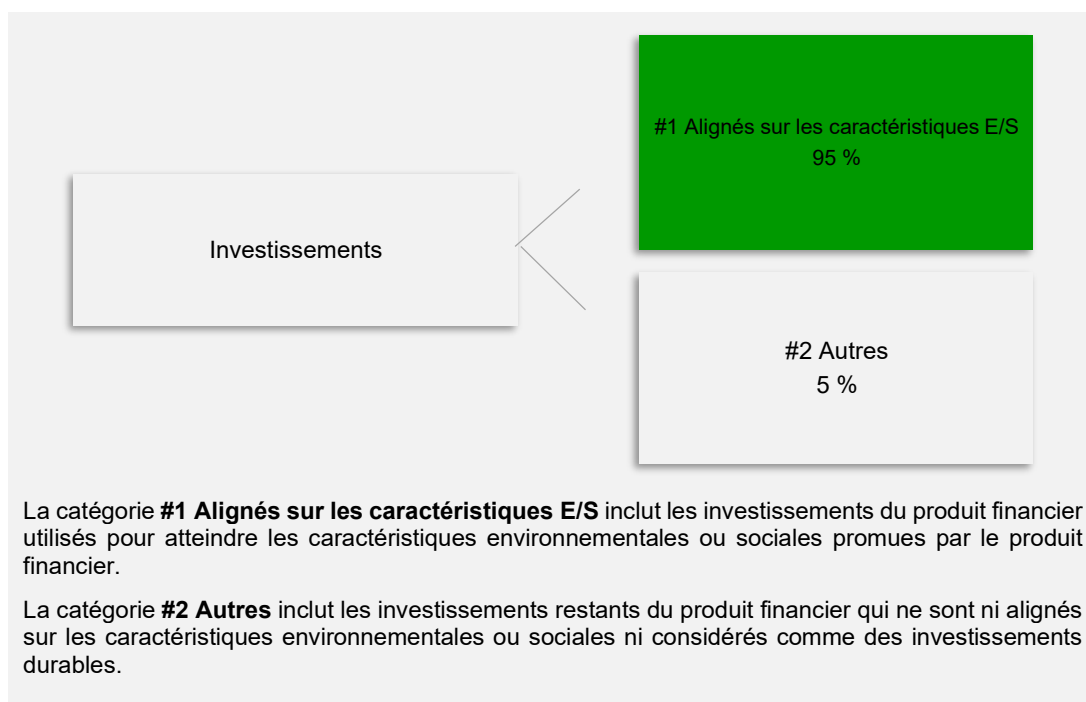 #1 Alignés sur les caractéristiques E/S
95 %
Investissements
#2 Autres
5 %
La catégorie #1 Alignés sur les caractéristiques E/S inclut les investissements du produit financier
utilisés pour atteindre les caractéristiques environnementales ou sociales promues par le produit
financier.
La catégorie #2 Autres inclut les investissements restants du produit financier qui ne sont ni alignés
sur les caractéristiques environnementales ou sociales ni considérés comme des investissements
durables.